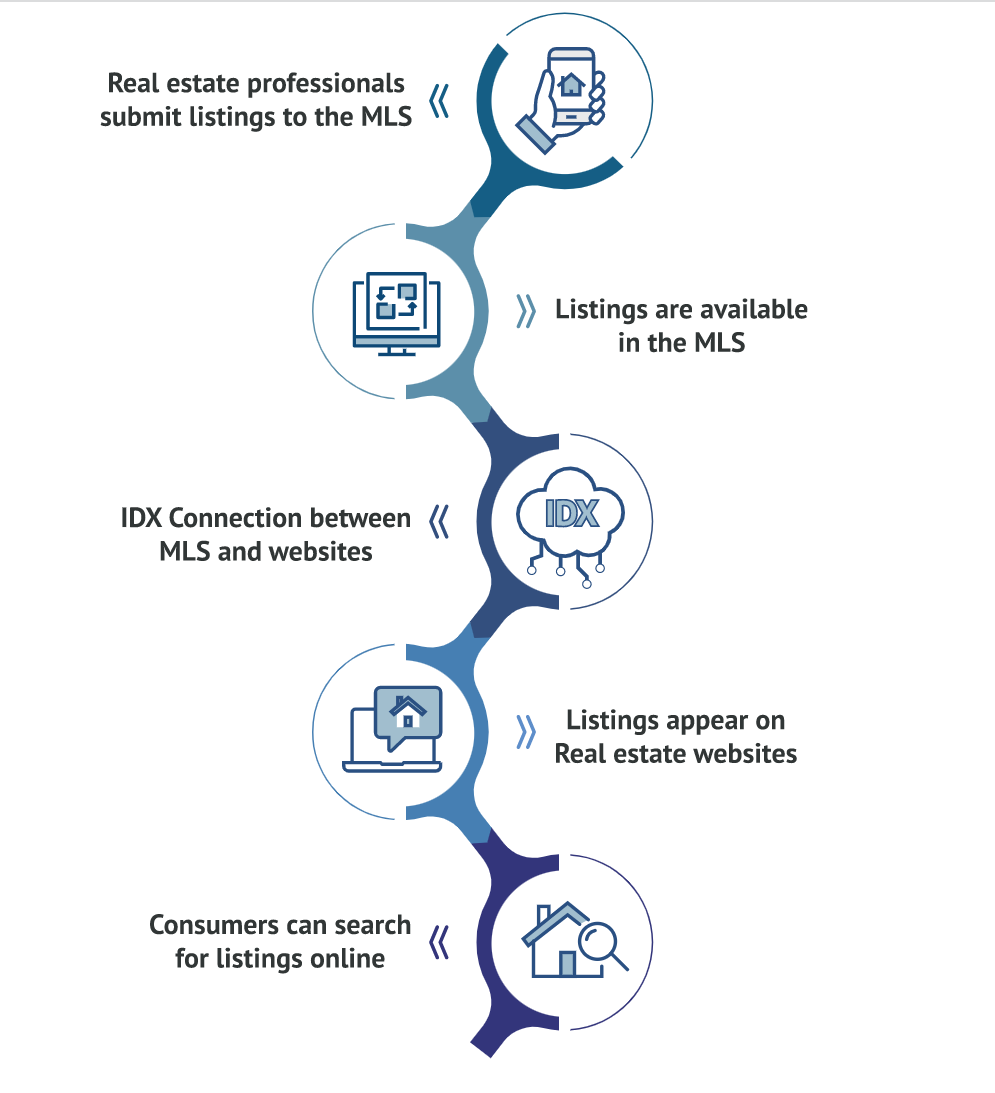 Real estate professionals
submit listings to the MLS
Listings are available
in the MLS
IDX Connection between
MLS and websites
IDX
Listings appear on
Real estate websites
Consumers can search
for listings online